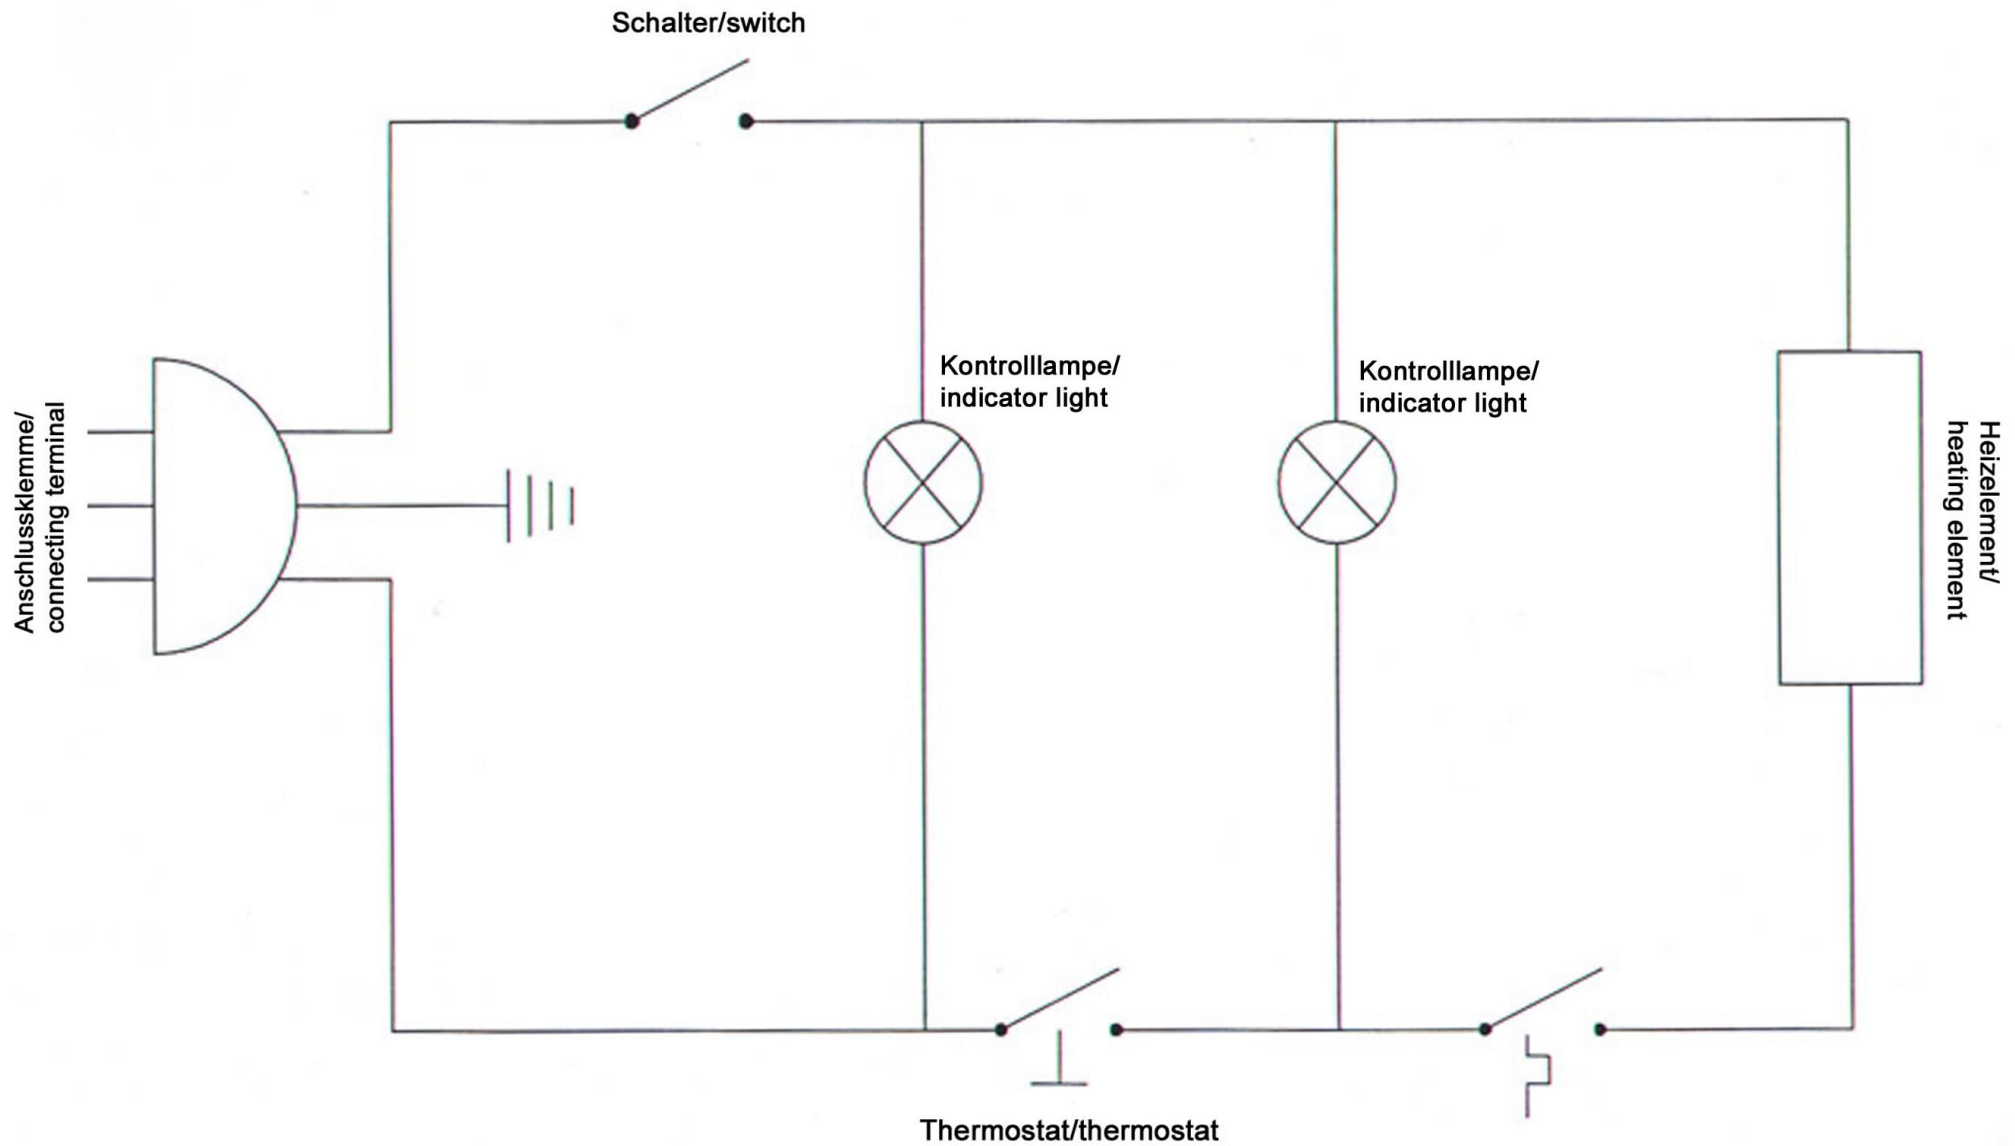 Schalter/switch
Kontrolllampe/
indicator light
Kontrolllampe/
indicator light
Anschlussklemme/
connecting terminal
Heizelement/
heating element
Thermostat/thermostat